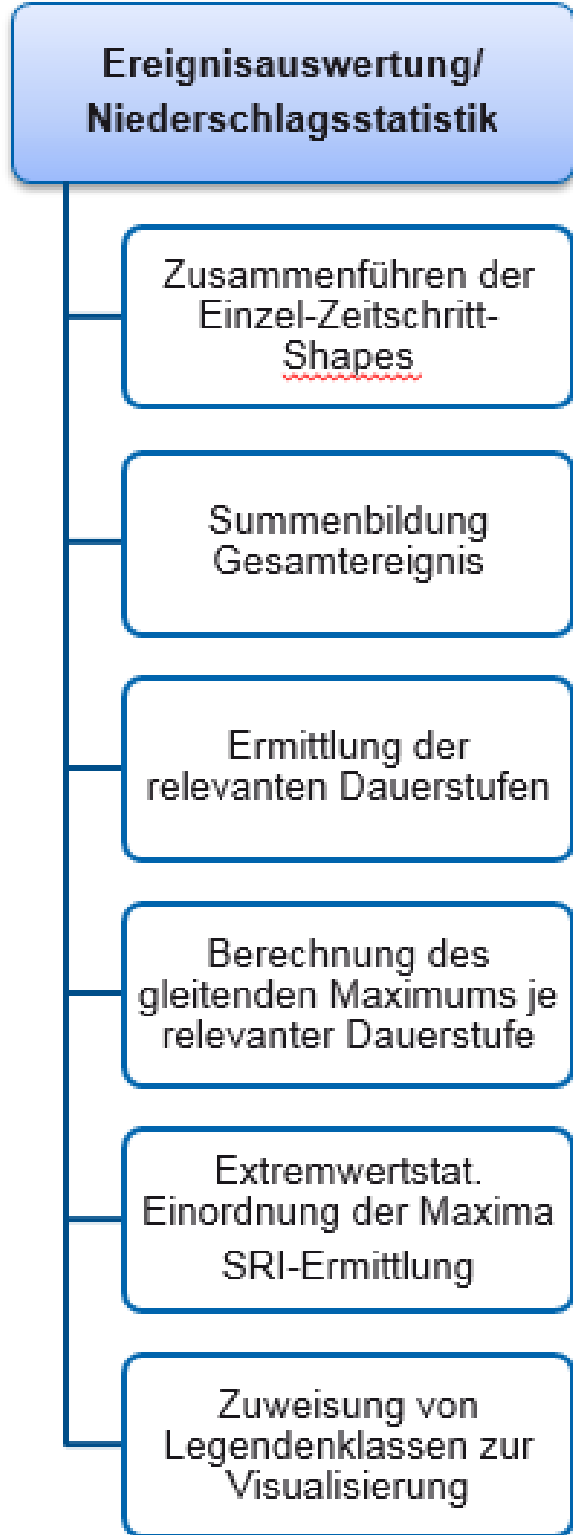 Ereignisauswertung/
Niederschlagsstatistik
Zusammenführen der
Einzel-Zeitschritt-
Shapes
Summenbildung
Gesamtereignis
Ermittlung der
relevanten Dauerstufen
Berechnung des
gleitenden Maximums je
relevanter Dauerstufe
Extremwertstat.
Einordnung der Maxima
SRI-Ermittlung
Zuweisung von
Legendenklassen zur
Visualisierung